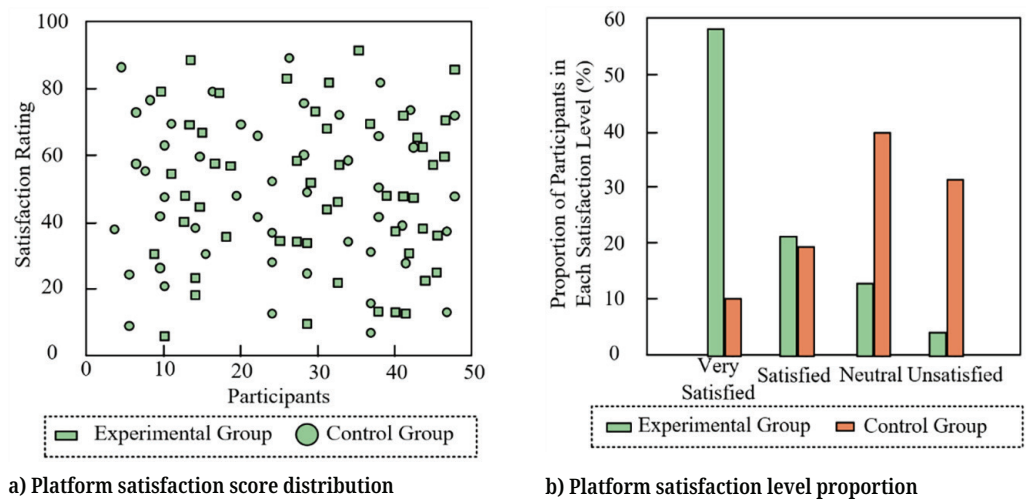 100
80
60
40
20
0
Satisfaction Rating
0 10 20 30 40 50
Participants
Experimental Group Control Group
a) Platform satisfaction score distribution
60
50
40
30
20
10
0
Proportion of Participants in
Each Satisfaction Level (%)
Very
Satisfied
Satisfied
Neutral
Unsatisfied
Experimental Group Control Group
b) Platform satisfaction level proportion